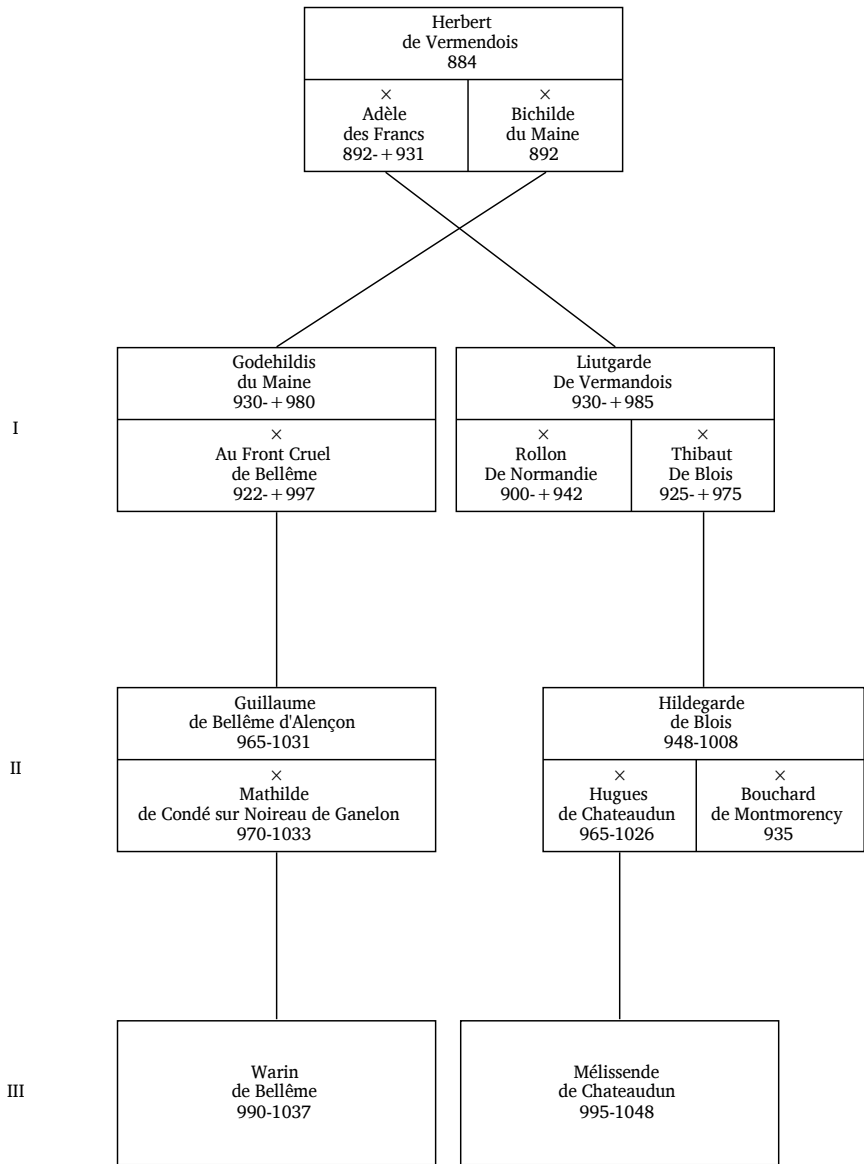 Herbert
de Vermendois
884
×
Adèle
des Francs
892-+931
×
Bichilde
du Maine
892
I
Godehildis
du Maine
930-+980
×
Au Front Cruel
de Bellême
922-+997
Liutgarde
De Vermandois
930-+985
×
Rollon
De Normandie
900-+942
×
Thibaut
De Blois
925-+975
II
Guillaume
de Bellême d'Alençon
965-1031
×
Mathilde
de Condé sur Noireau de Ganelon
970-1033
Hildegarde
de Blois
948-1008
×
Hugues
de Chateaudun
965-1026
×
Bouchard
de Montmorency
935
III
Warin
de Bellême
990-1037
Mélissende
de Chateaudun
995-1048